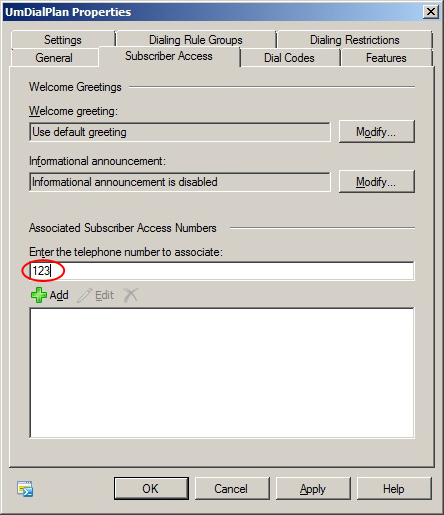 UmDialPlan Properties
Settings Dialing Rule Groups Dialing Restrictions
General Subscriber Access Dial Codes Features
Welcome Greetings
Welcome greeting:
Use default greeting Modify...
Informational announcement:
Informational announcement is disabled Modify...
Associated Subscriber Access Numbers
Enter the telephone number to associate:
123
Add Edit
OK Cancel Apply Help